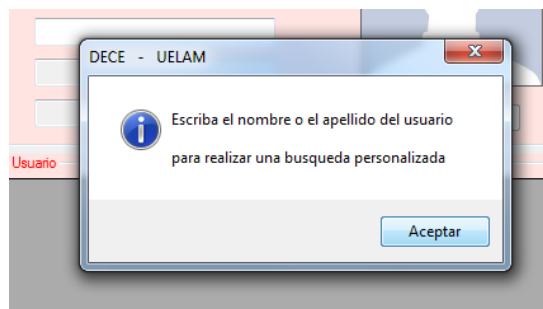 DECE - UELAM
Escriba el nombre o el apellido del usuario
para realizar una busqueda personalizada
Usuario
Aceptar